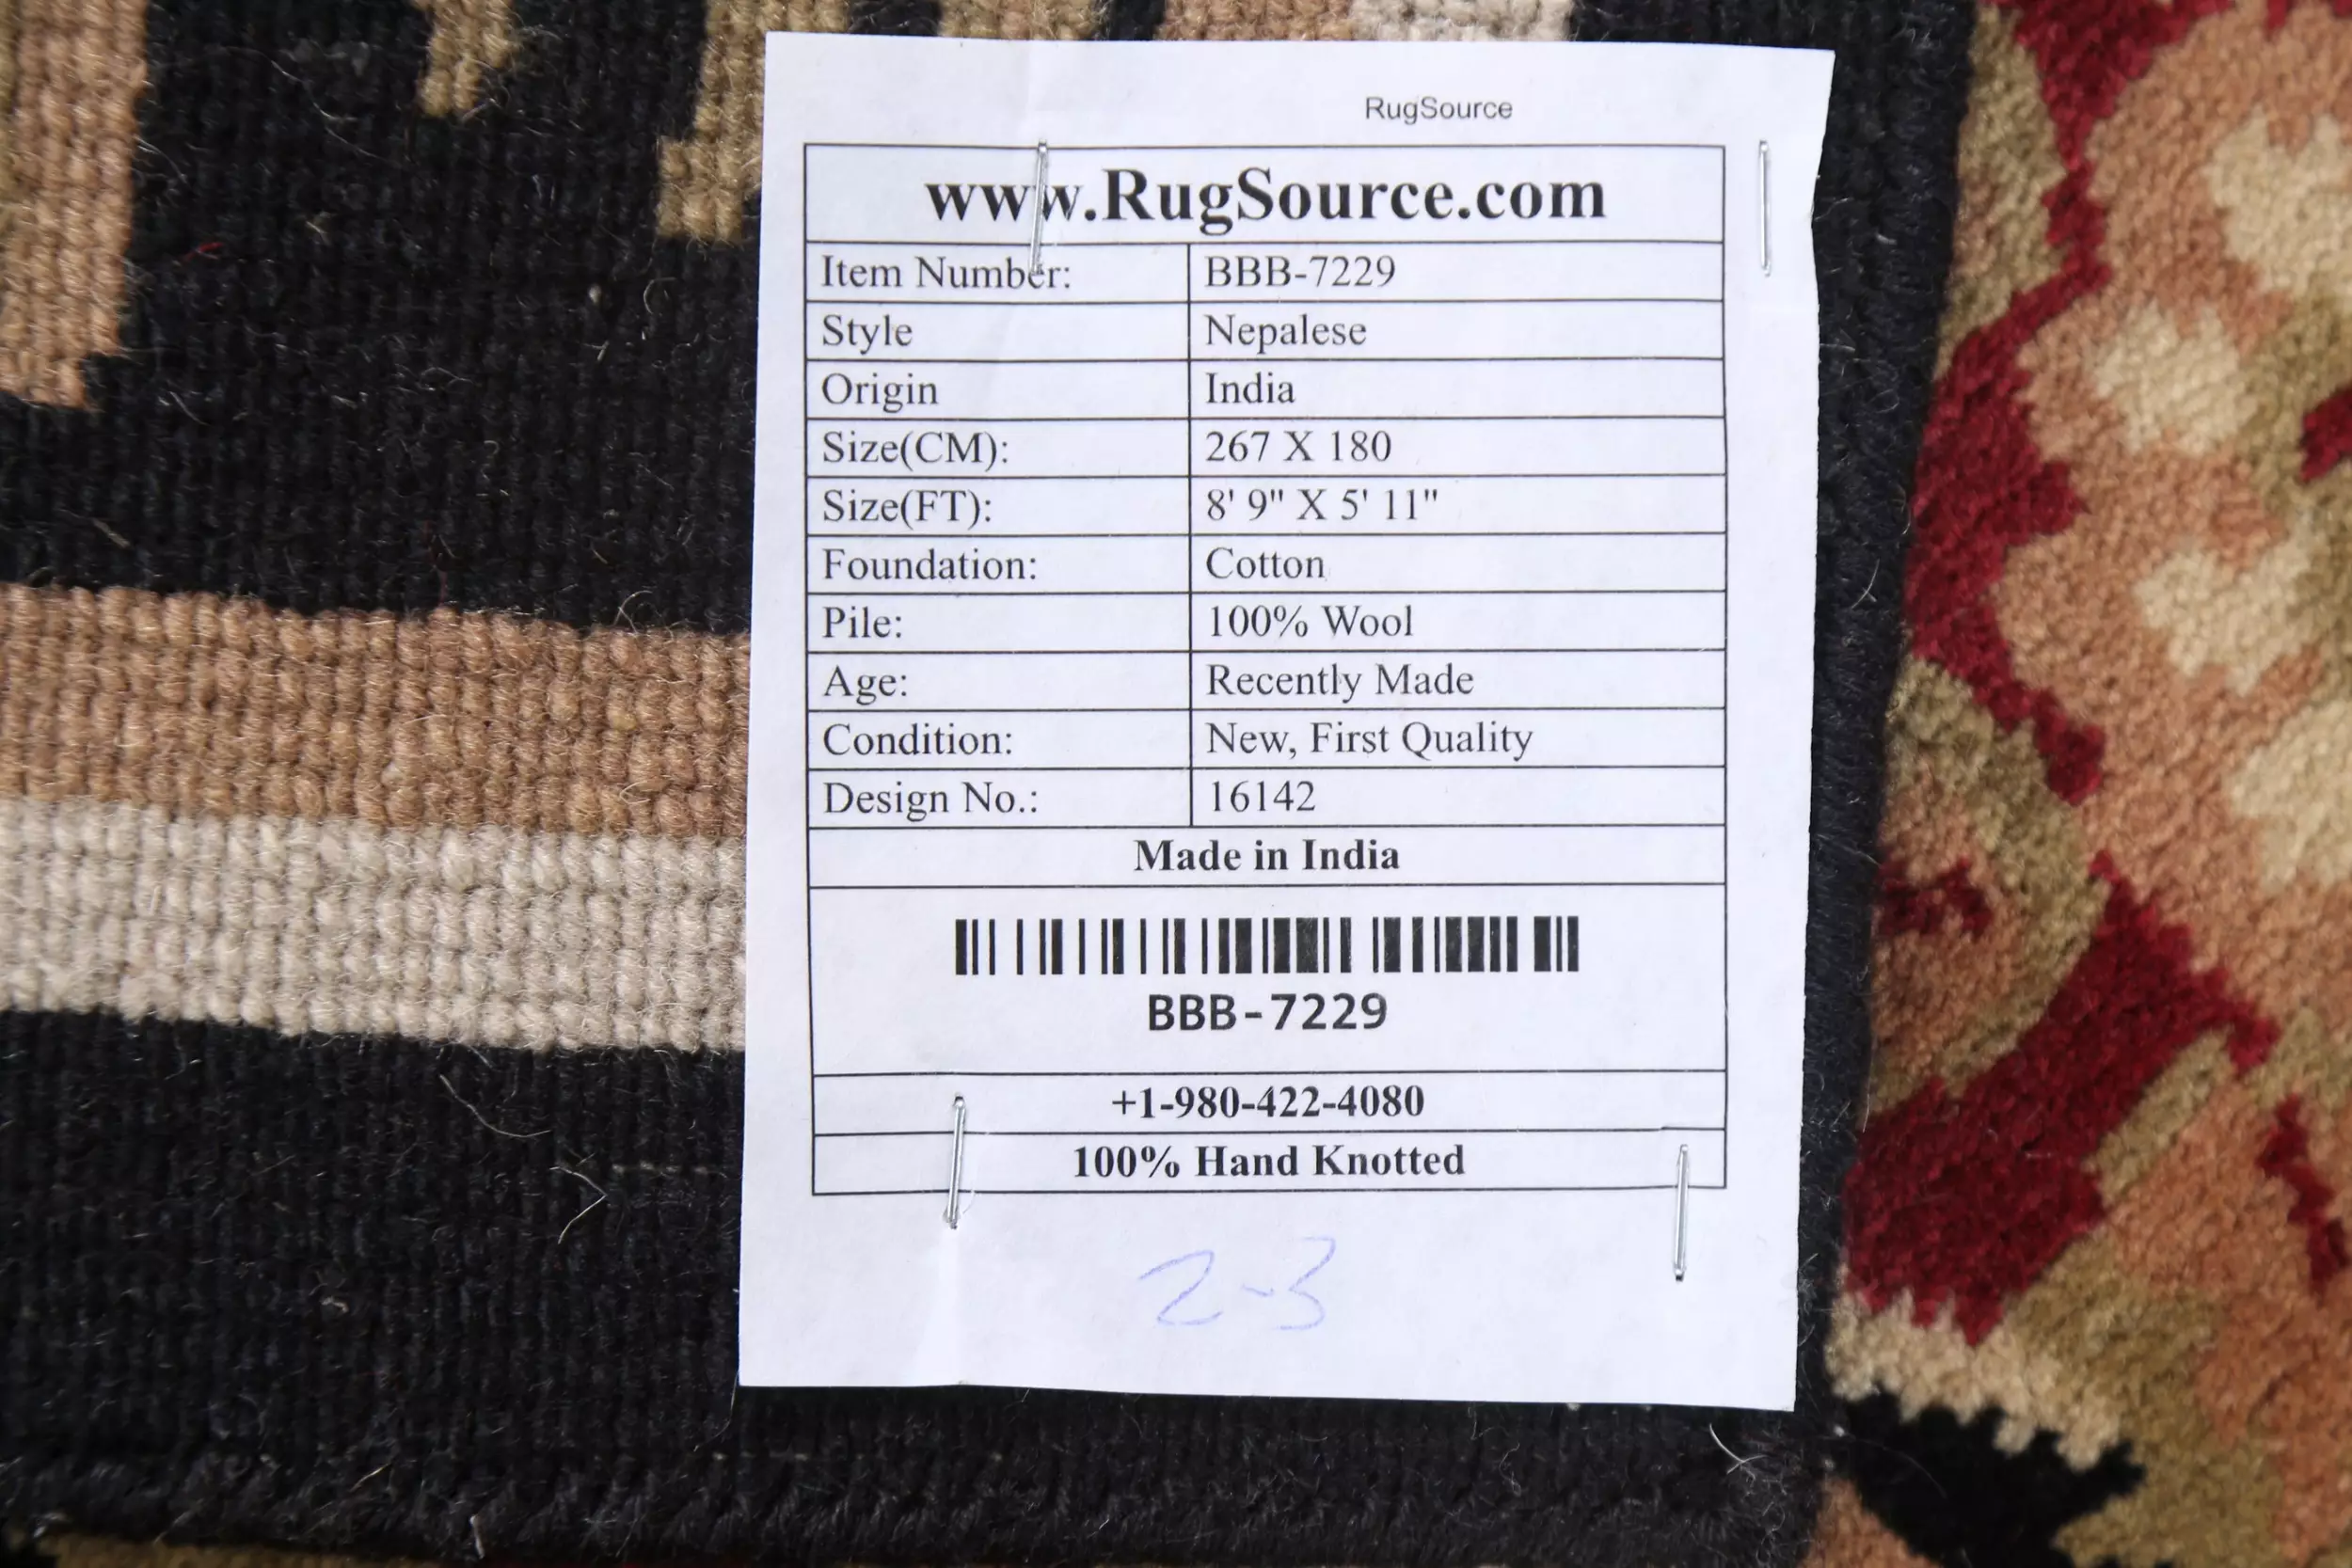 RugSource
www.RugSource.com
Item Number: BBB-7229
Style Nepalese
Origin India
Size(CM): 267 X 180
Size(FT): 8' 9" X 5' 11"
Foundation: Cotton
Pile: 100% Wool
Age: Recently Made
Condition: New, First Quality
Design No.: 16142
Made in India
BBB-7229
+1-980-422-4080
100% Hand Knotted
2-3